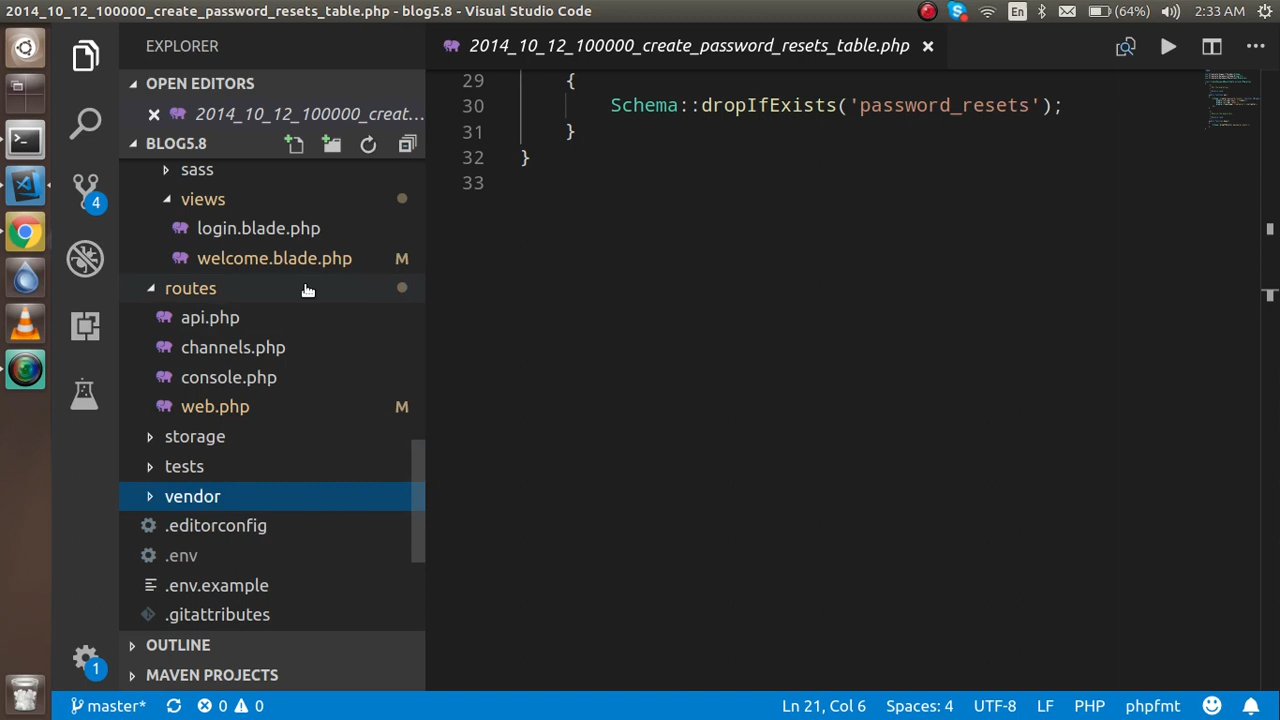 2014_10_12_100000_create_password_resets_table.php - blog5.8 - Visual Studio Code
En
(64%)
2:33 AM
EXPLORER
2014_10_12_100000_create_password_resets_table.php
OPEN EDITORS
2014_10_12_100000_creat...
BLOG5.8
sass
views
login.blade.php
welcome.blade.php M
routes
api.php
channels.php
console.php
web.php M
storage
tests
vendor
.editorconfig
.env
.env.example
.gitattributes
OUTLINE
MAVEN PROJECTS
4
1
29 {
30 Schema::dropIfExists('password_resets');
31 }
32 }
33
master* 0 0 Ln 21, Col 6 Spaces: 4 UTF-8 LF PHP phpfmt